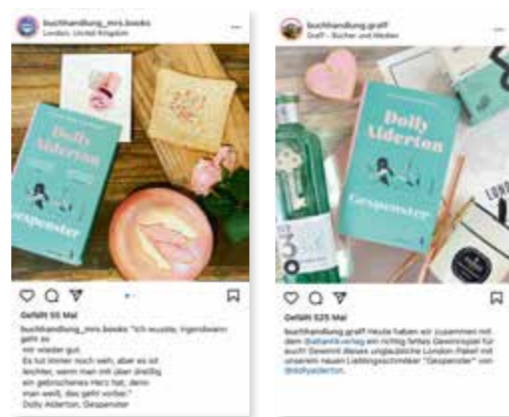 buchhandlung_mrs.books
London, United Kingdom
Dolly
Alderton
Gespenster
Gefällt 55 Mal
buchhandlung_mrs.books "Ich wusste, irgendwann
geht es
mir wieder gut.
Es tut immer noch weh, aber es ist
leichter, wenn man mit über dreißig
ein gebrochenes Herz hat, denn
man weiß, das geht vorbei."
Dolly Alderton, Gespenster
buchhandlung.graff
Graff - Bücher und Medien
Dolly
Alderton
Gespenster
Gefällt 525 Mal
buchhandlung.graff Heute haben wir zusammen mit
dem @atlantikverlag ein richtig fettes Gewinnspiel für
euch! Gewinnt dieses unglaubliche London-Paket mit
unserem neuen Lieblingsschmöker "Gespenster" von
@dollyalderton.